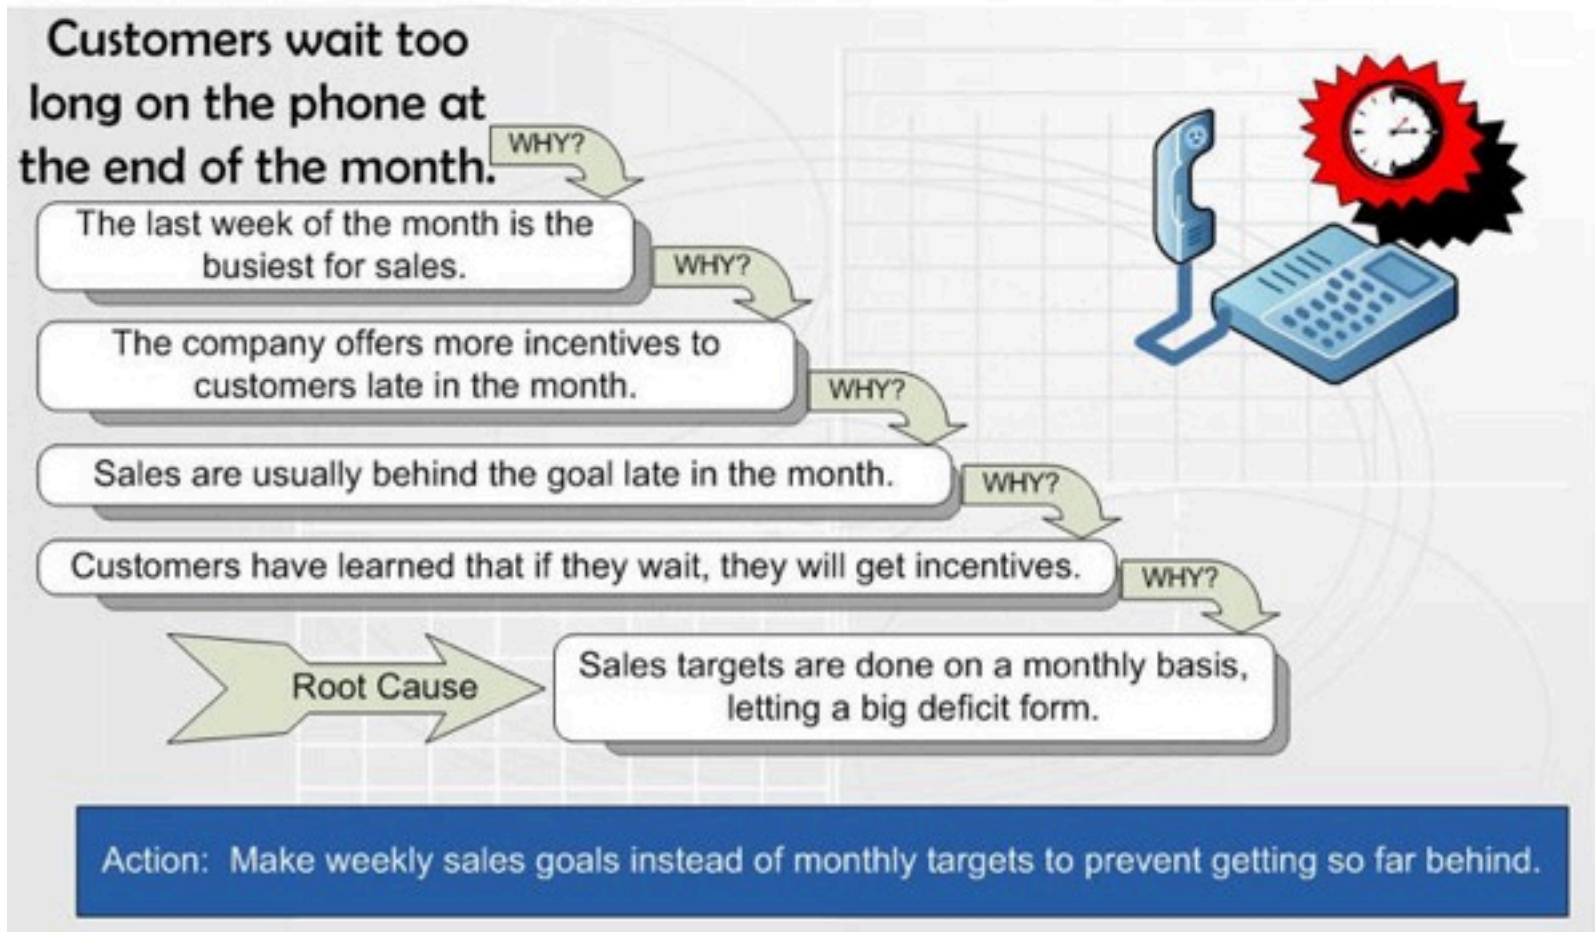 Customers wait too
long on the phone at
the end of the month.
WHY?
The last week of the month is the
busiest for sales.
WHY?
The company offers more incentives to
customers late in the month.
WHY?
Sales are usually behind the goal late in the month.
WHY?
Customers have learned that if they wait, they will get incentives.
WHY?
Root Cause
Sales targets are done on a monthly basis,
letting a big deficit form.
Action: Make weekly sales goals instead of monthly targets to prevent getting so far behind.